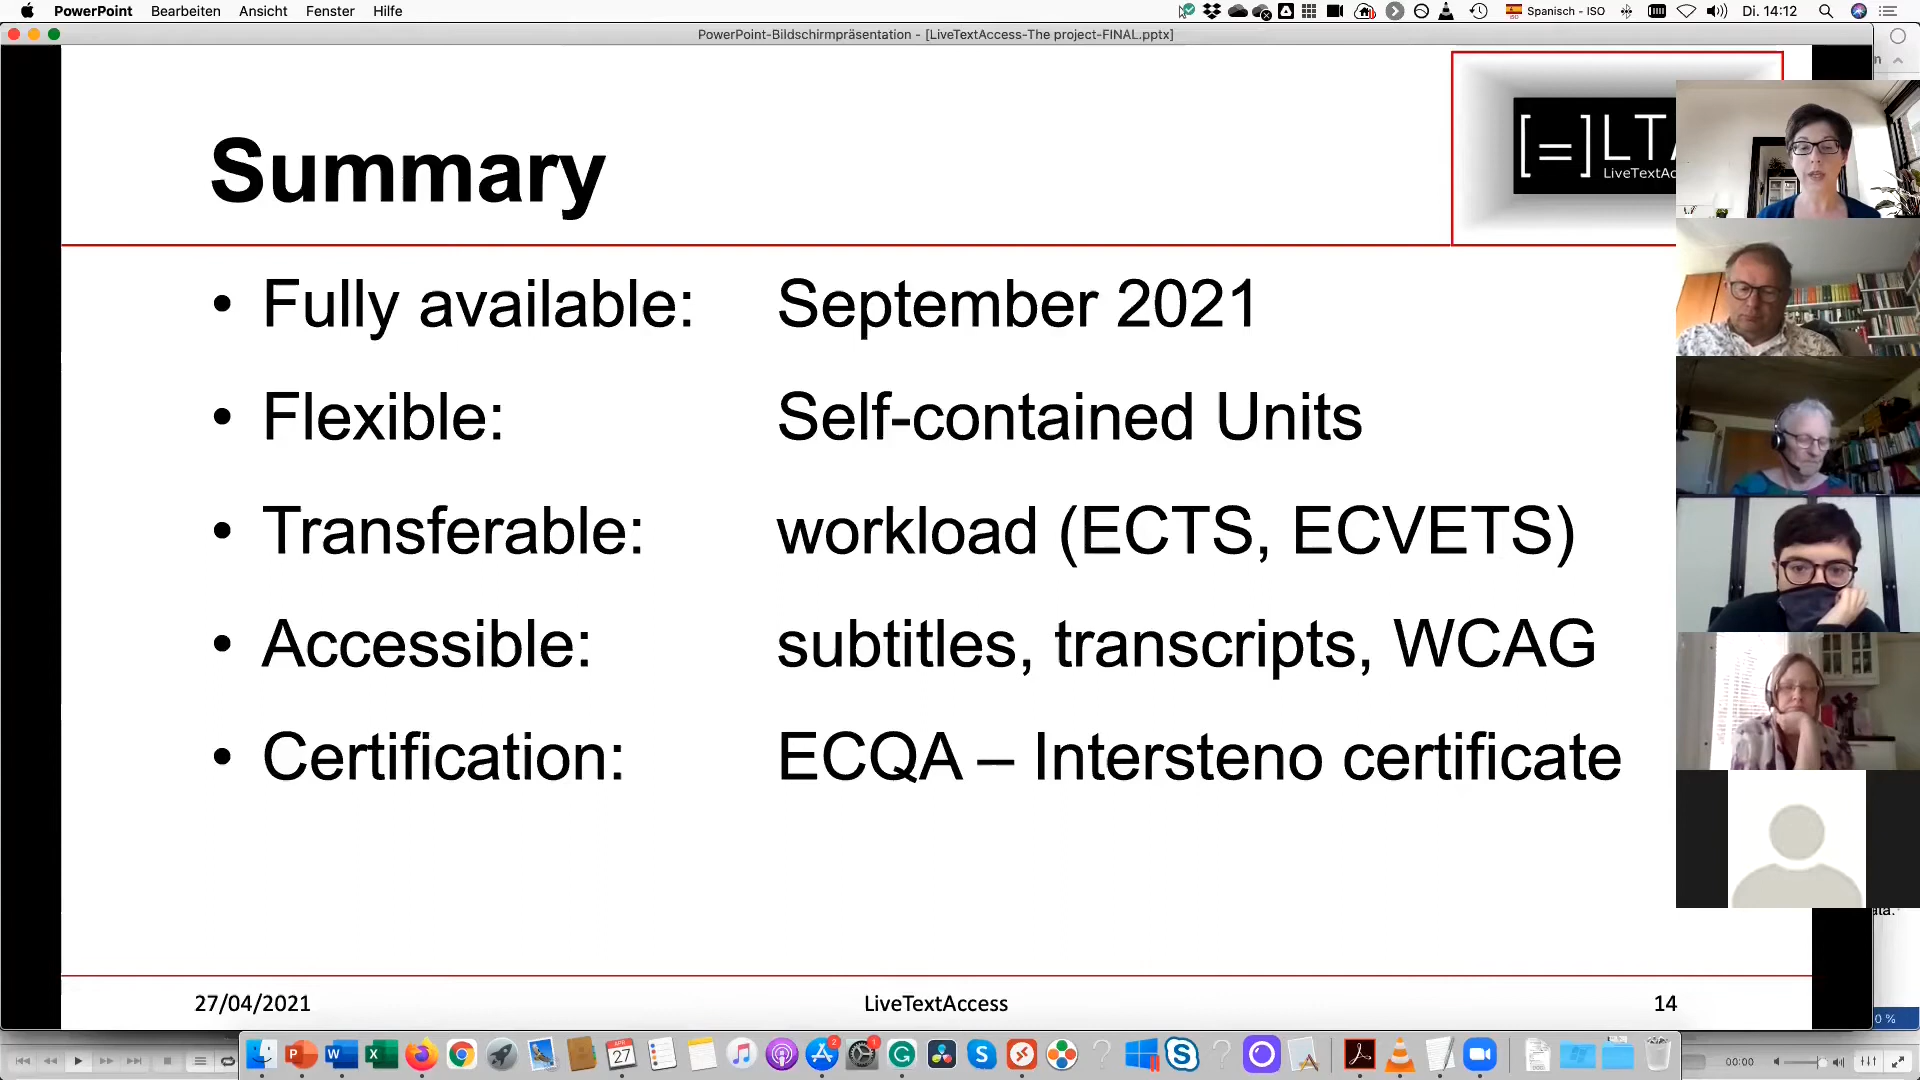 PowerPoint Bearbeiten Ansicht Fenster Hilfe Spanisch - ISO Di. 14:12
PowerPoint-Bildschirmpräsentation - [LiveTextAccess-The project-FINAL.pptx]
[=] LTA
LiveTextAc
Summary
• Fully available: September 2021
• Flexible: Self-contained Units
• Transferable: workload (ECTS, ECVETS)
• Accessible: subtitles, transcripts, WCAG
• Certification: ECQA – Intersteno certificate
27/04/2021 LiveTextAccess 14
0 %
00:00